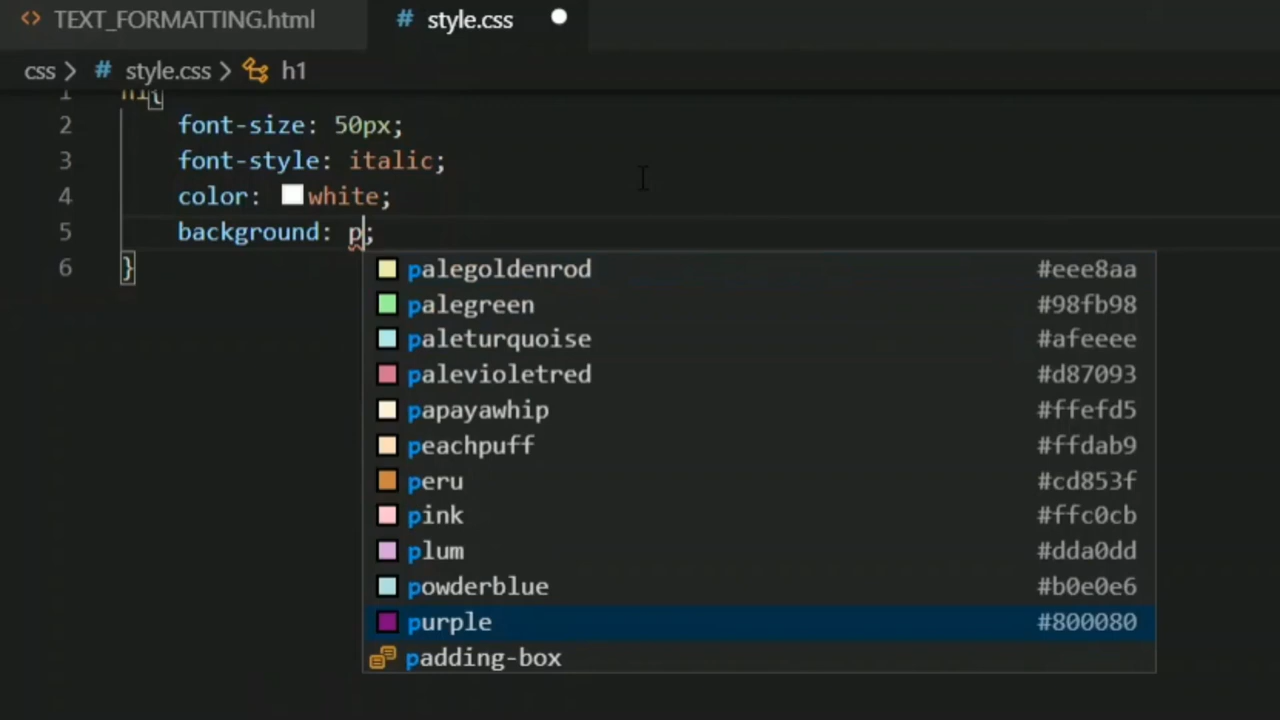 <> TEXT_FORMATTING.html # style.css
css > # style.css > h1
1 h1{
2 font-size: 50px;
3 font-style: italic;
4 color: white;
5 background: p;
6 }
palegoldenrod #eee8aa
palegreen #98fb98
paleturquoise #afeeee
palevioletred #d87093
papayawhip #ffefd5
peachpuff #ffdab9
peru #cd853f
pink #ffc0cb
plum #dda0dd
powderblue #b0e0e6
purple #800080
padding-box